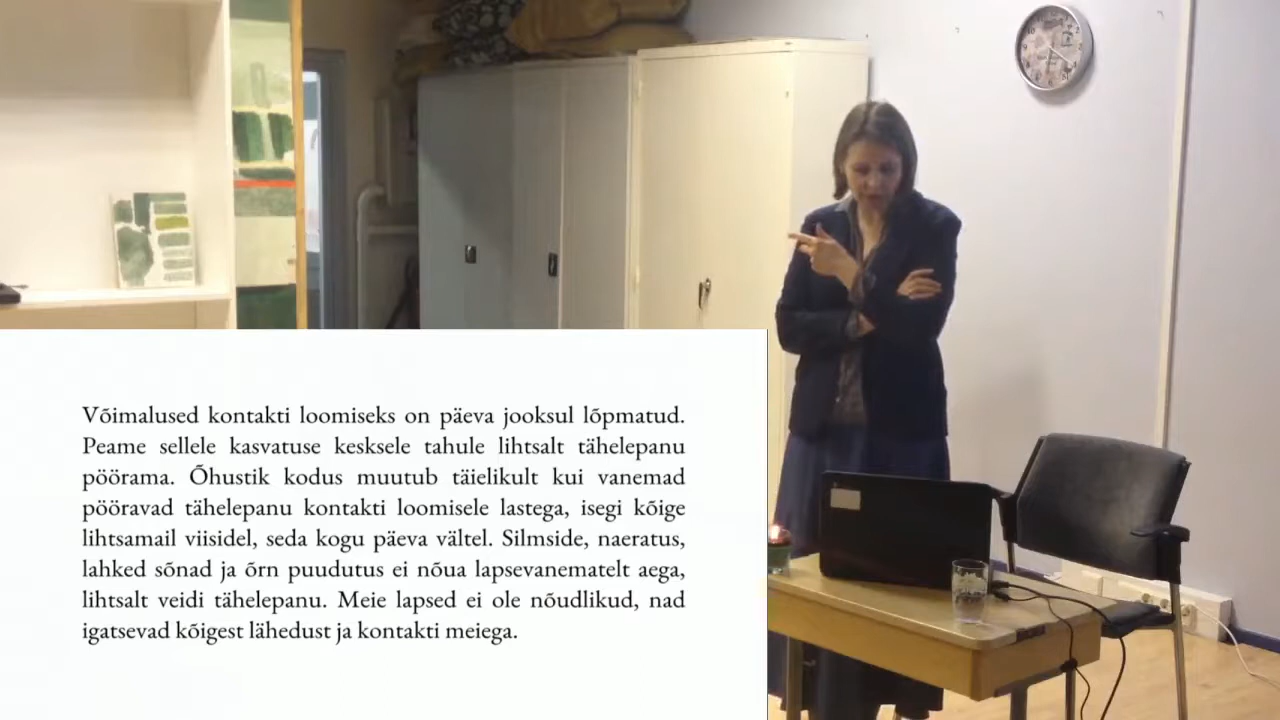 Võimalused kontakti loomiseks on päeva jooksul lõpmatud.
Peame sellele kasvatuse kesksele tahule lihtsalt tähelepanu
pöörama. Õhustik kodus muutub täielikult kui vanemad
pööravad tähelepanu kontakti loomisele lastega, isegi kõige
lihtsamail viisidel, seda kogu päeva vältel. Silmside, naeratus,
lahked sõnad ja õrn puudutus ei nõua lapsevanematelt aega,
lihtsalt veidi tähelepanu. Meie lapsed ei ole nõudlikud, nad
igatsevad kõigest lähedust ja kontakti meiega.